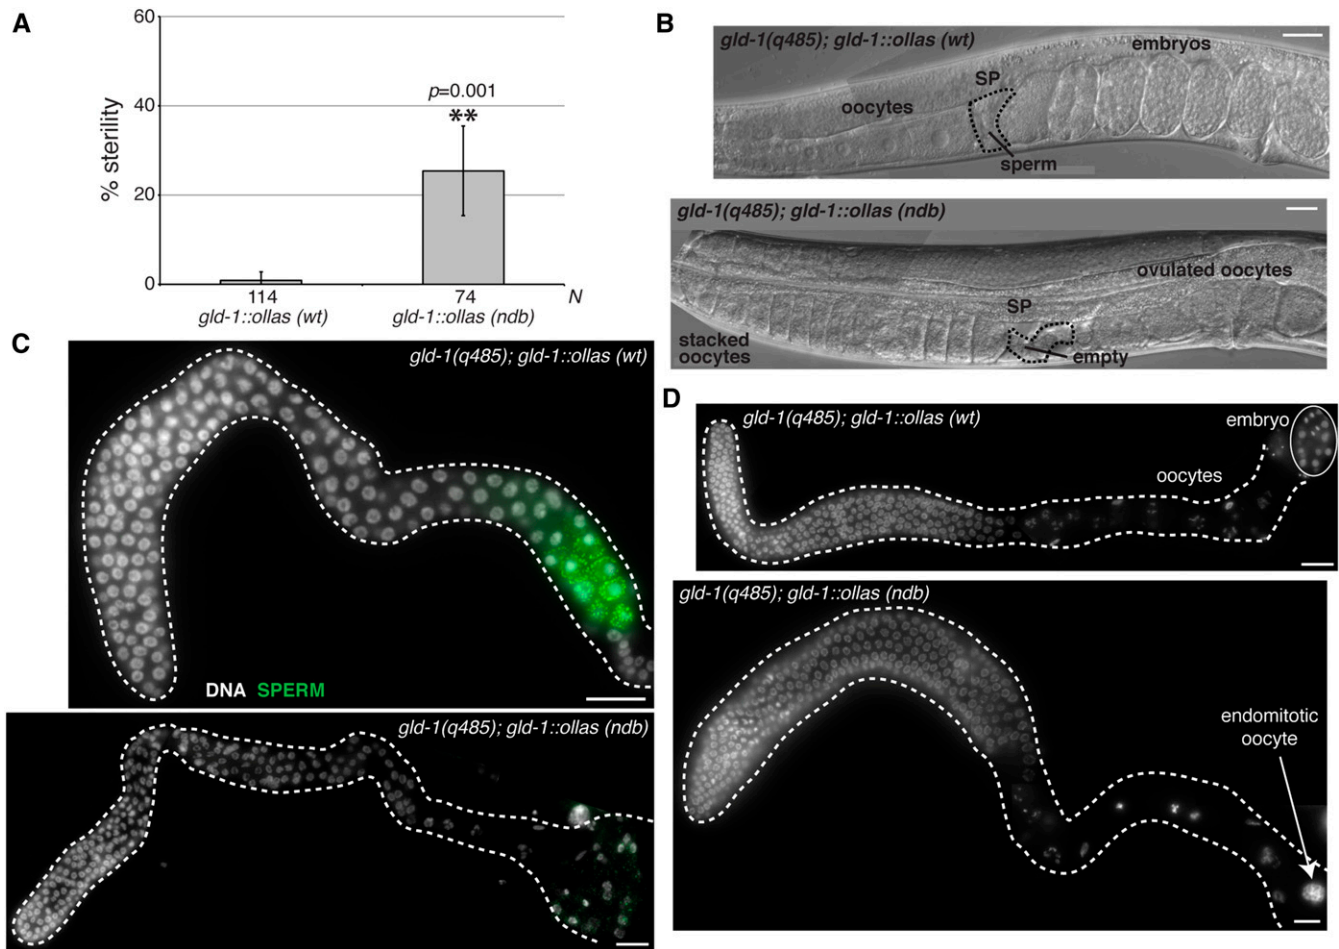 A
60
40
20
0
% sterility
p=0.001
**
114
74
N
gld-1::ollas (wt)
gld-1::ollas (ndb)
B
gld-1(q485); gld-1::ollas (wt)
embryos
SP
oocytes
sperm
gld-1(q485); gld-1::ollas (ndb)
ovulated oocytes
SP
stacked
oocytes
empty
C
gld-1(q485); gld-1::ollas (wt)
DNA SPERM
gld-1(q485); gld-1::ollas (ndb)
D
gld-1(q485); gld-1::ollas (wt)
embryo
oocytes
gld-1(q485); gld-1::ollas (ndb)
endomitotic
oocyte